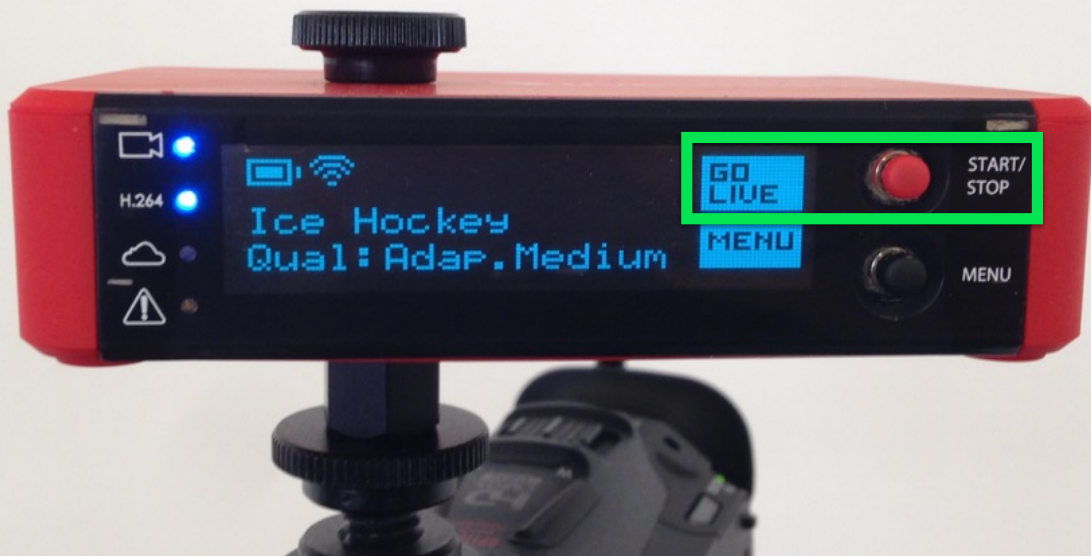 H.264
Ice Hockey
Qual:Adap.Medium
GO
LIVE
MENU
START/
STOP
MENU